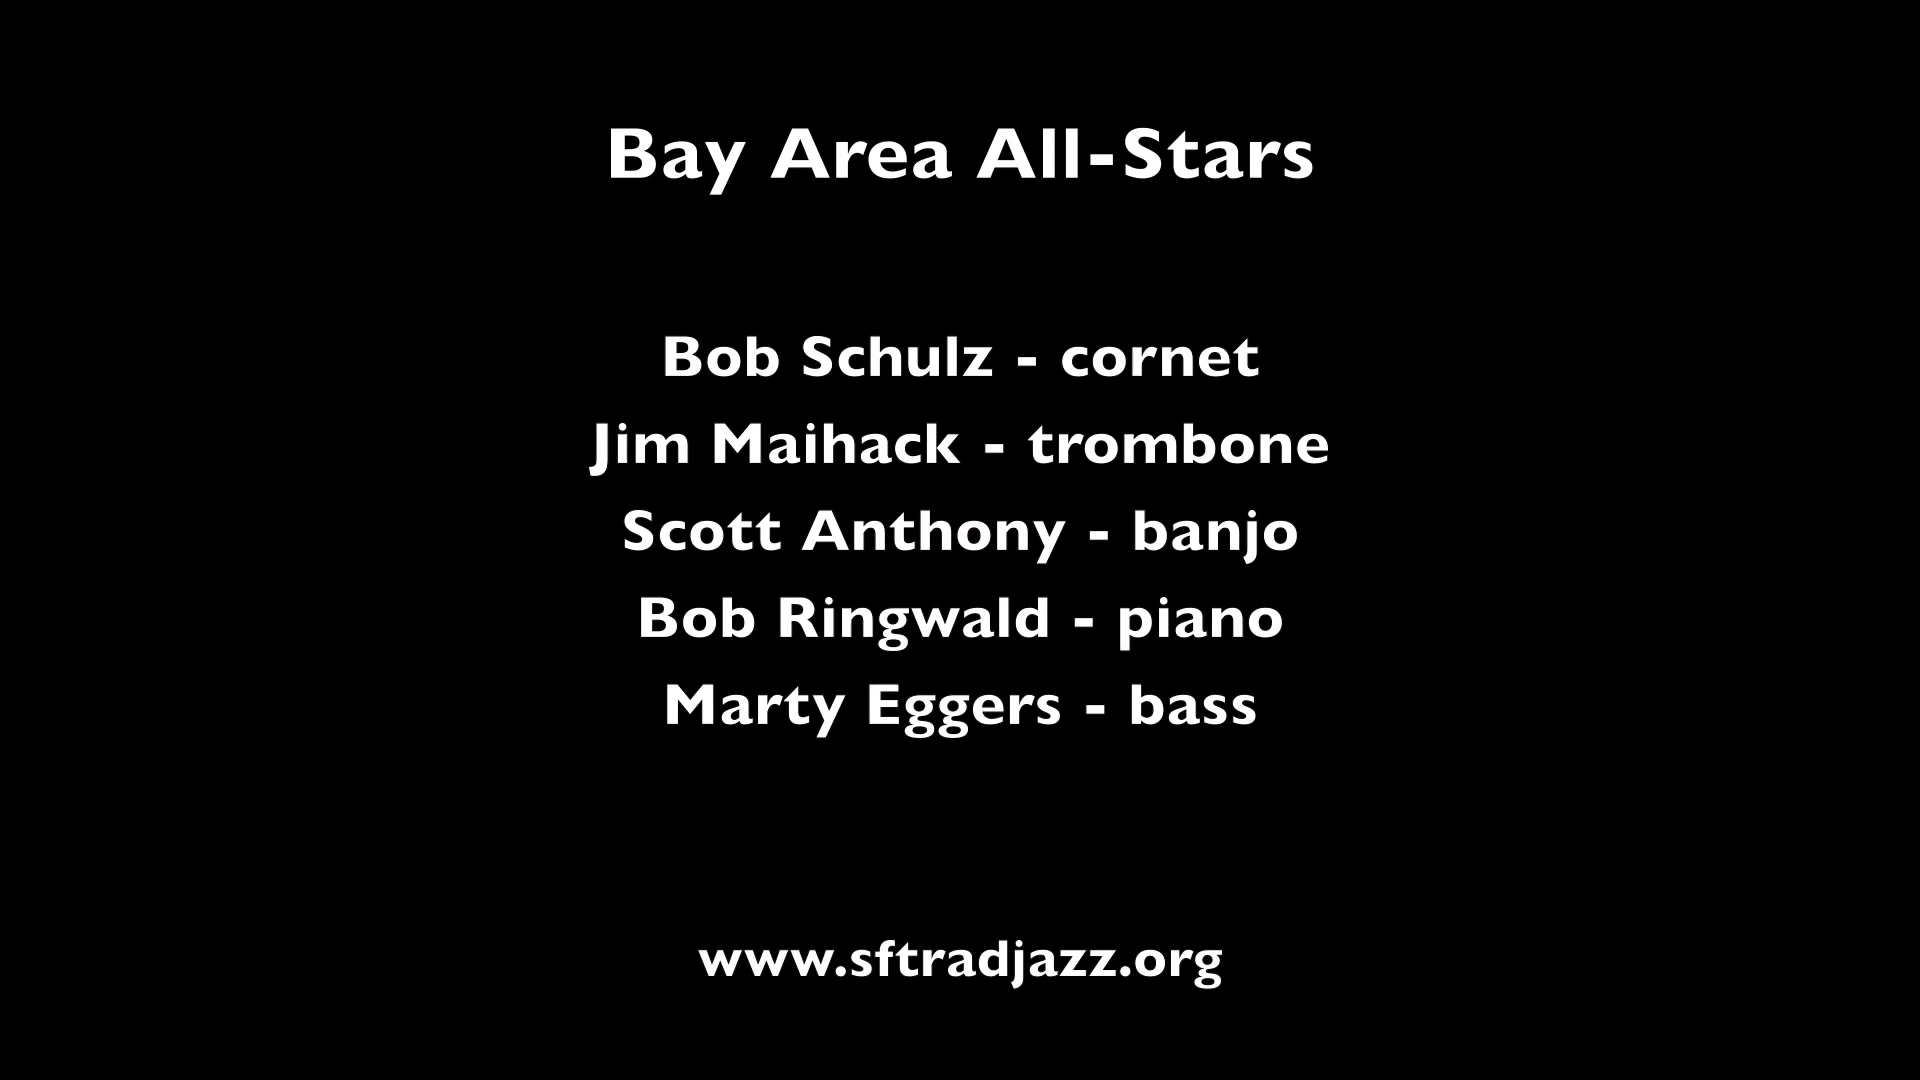 Bay Area All-Stars
Bob Schulz - cornet
Jim Maihack - trombone
Scott Anthony - banjo
Bob Ringwald - piano
Marty Eggers - bass
www.sftradjazz.org